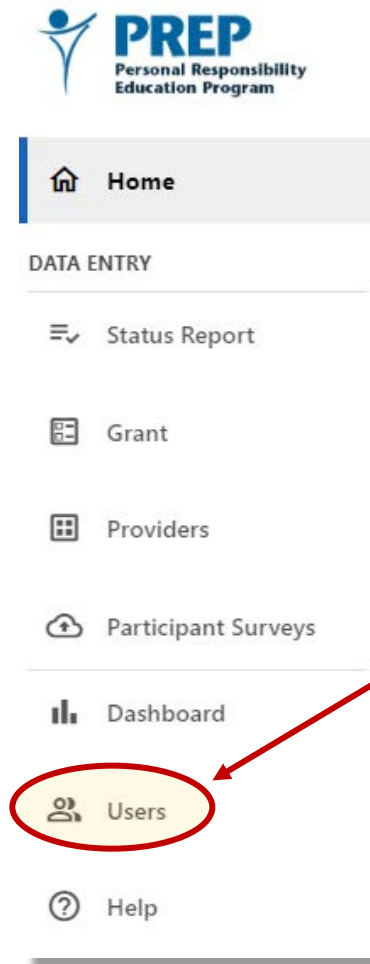 PREP
Personal Responsibility
Education Program
Home
DATA ENTRY
Status Report
Grant
Providers
Participant Surveys
Dashboard
Users
Help